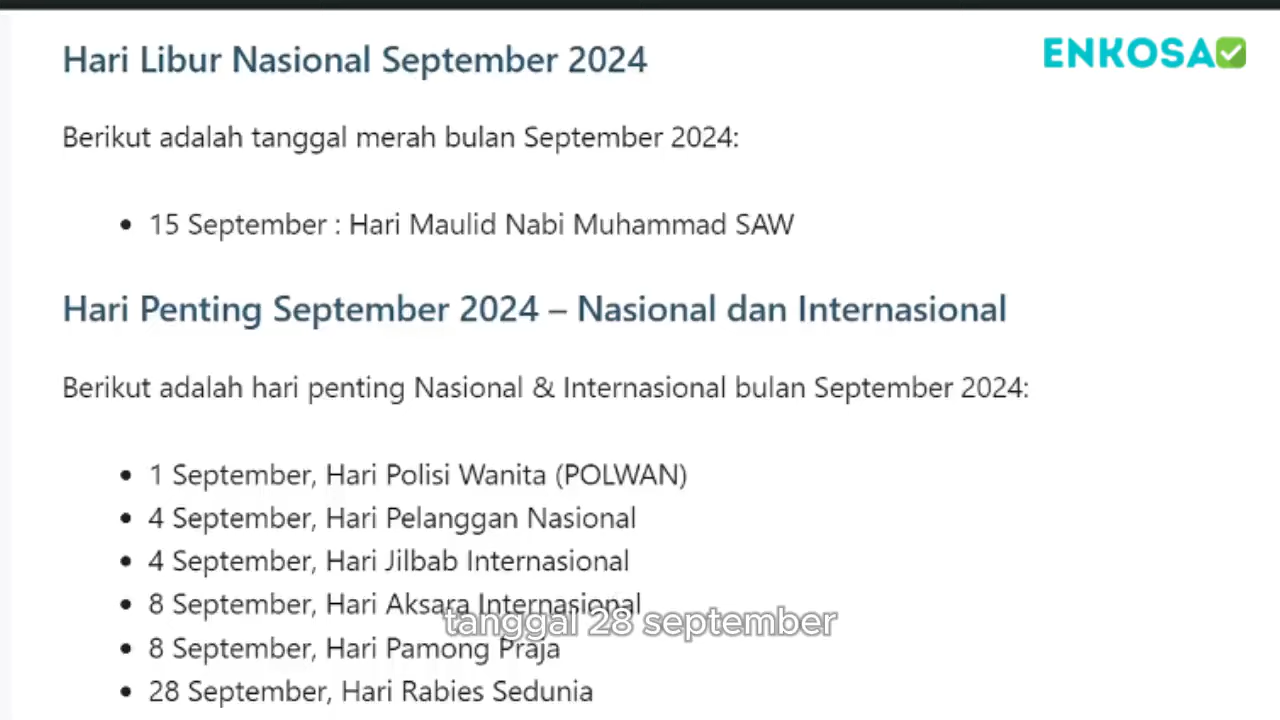 Hari Libur Nasional September 2024
ENKOSA
Berikut adalah tanggal merah bulan September 2024:
• 15 September : Hari Maulid Nabi Muhammad SAW
Hari Penting September 2024 – Nasional dan Internasional
Berikut adalah hari penting Nasional & Internasional bulan September 2024:
• 1 September, Hari Polisi Wanita (POLWAN)
• 4 September, Hari Pelanggan Nasional
• 4 September, Hari Jilbab Internasional
• 8 September, Hari Aksara Internasional
tanggal 28 september
• 8 September, Hari Pamong Praja
• 28 September, Hari Rabies Sedunia